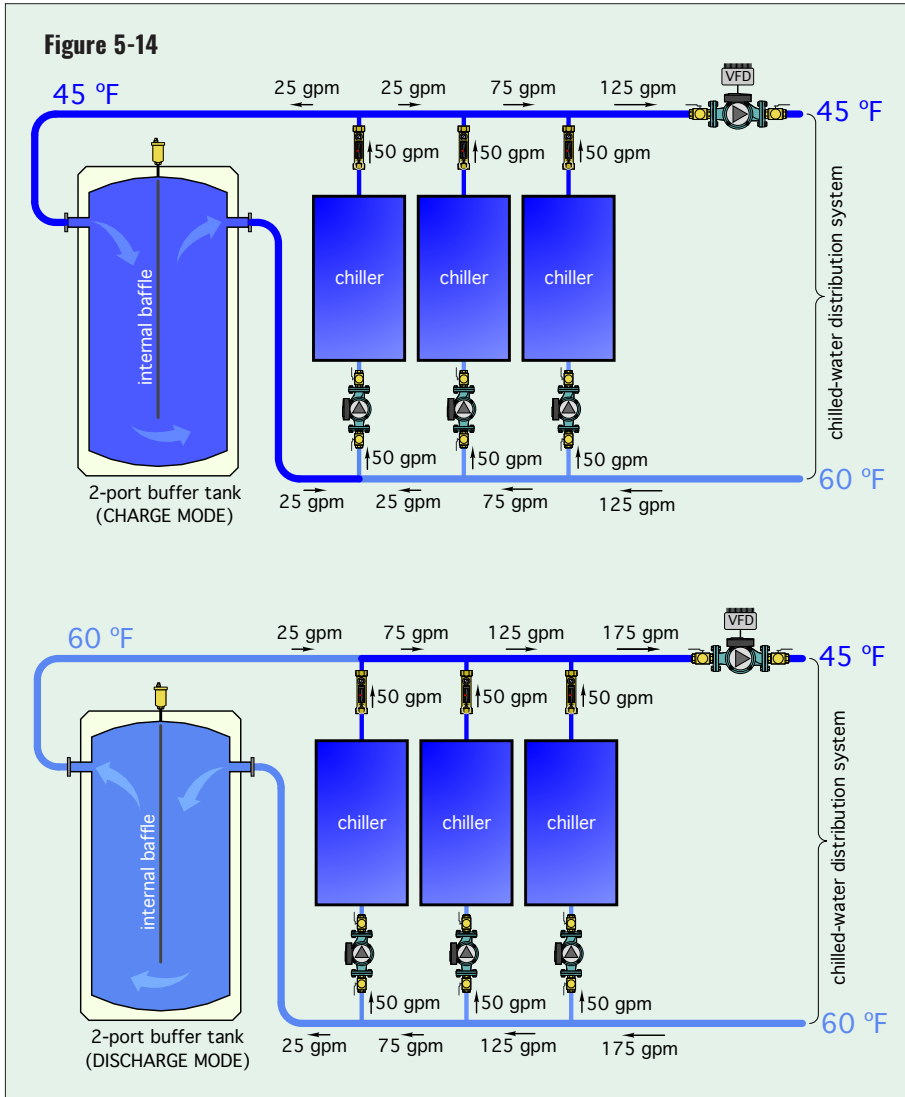 Figure 5-14
VFD
25 gpm 25 gpm 75 gpm 125 gpm
45 ºF 45 ºF
50 gpm 50 gpm 50 gpm
internal baffle
chiller chiller chiller
chilled-water distribution system
50 gpm 50 gpm 50 gpm
60 ºF
2-port buffer tank
(CHARGE MODE)
25 gpm 25 gpm 75 gpm 125 gpm
VFD
25 gpm 75 gpm 125 gpm 175 gpm
60 ºF 45 ºF
50 gpm 50 gpm 50 gpm
internal baffle
chiller chiller chiller
chilled-water distribution system
50 gpm 50 gpm 50 gpm
60 ºF
2-port buffer tank
(DISCHARGE MODE)
25 gpm 75 gpm 125 gpm 175 gpm